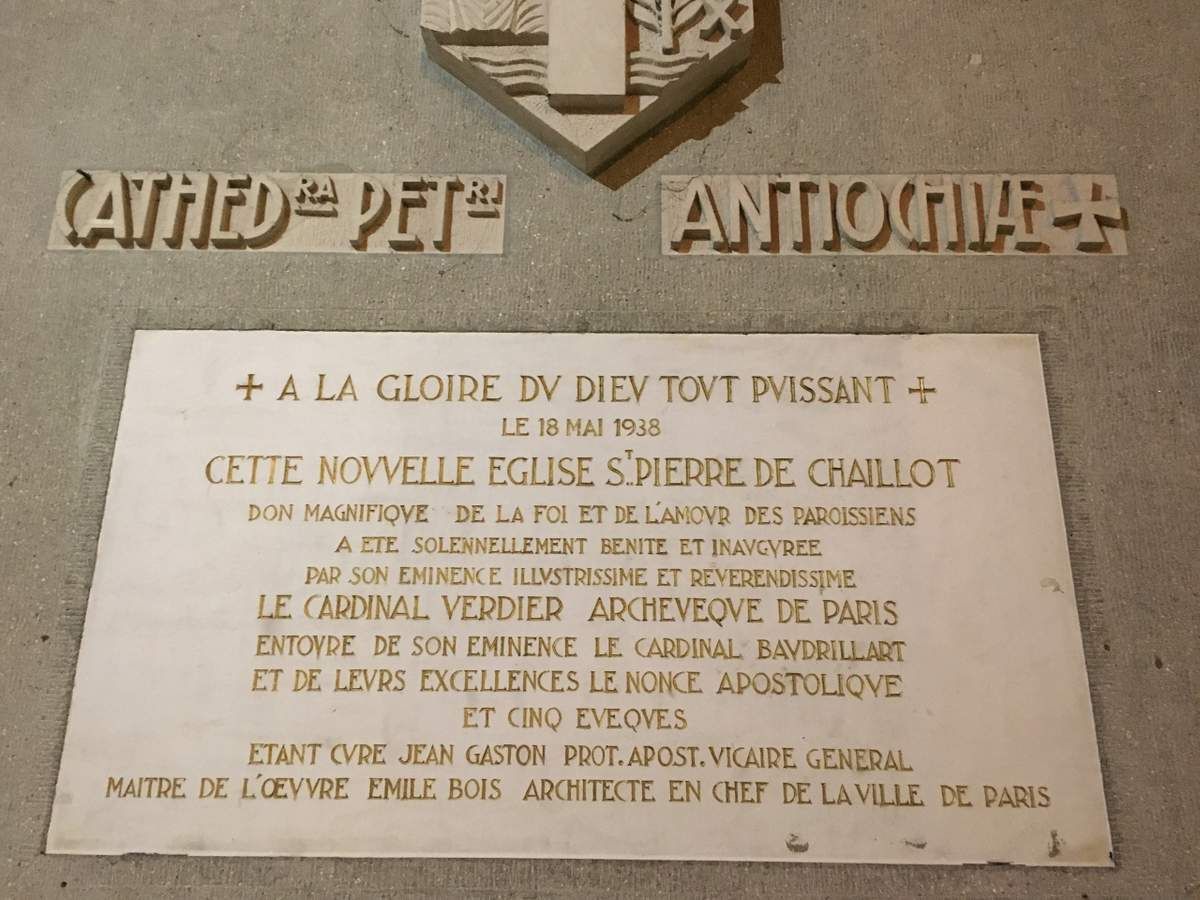 CATHEDRA PETRI ANTIOCHIÆ +
+ A LA GLOIRE DV DIEV TOVT PVISSANT +
LE 18 MAI 1938
CETTE NOVVELLE EGLISE ST PIERRE DE CHAILLOT
DON MAGNIFIQVE DE LA FOI ET DE L'AMOVR DES PAROISSIENS
A ETE SOLENNELLEMENT BENITE ET INAVGVREE
PAR SON EMINENCE ILLVSTRISSIME ET REVERENDISSIME
LE CARDINAL VERDIER ARCHEVEQVE DE PARIS
ENTOVRE DE SON EMINENCE LE CARDINAL BAVDRILLART
ET DE LEVRS EXCELLENCES LE NONCE APOSTOLIQVE
ET CINQ EVEQVES
ETANT CVRE JEAN GASTON PROT. APOST. VICAIRE GENERAL
MAITRE DE L'ŒVVRE EMILE BOIS ARCHITECTE EN CHEF DE LA VILLE DE PARIS